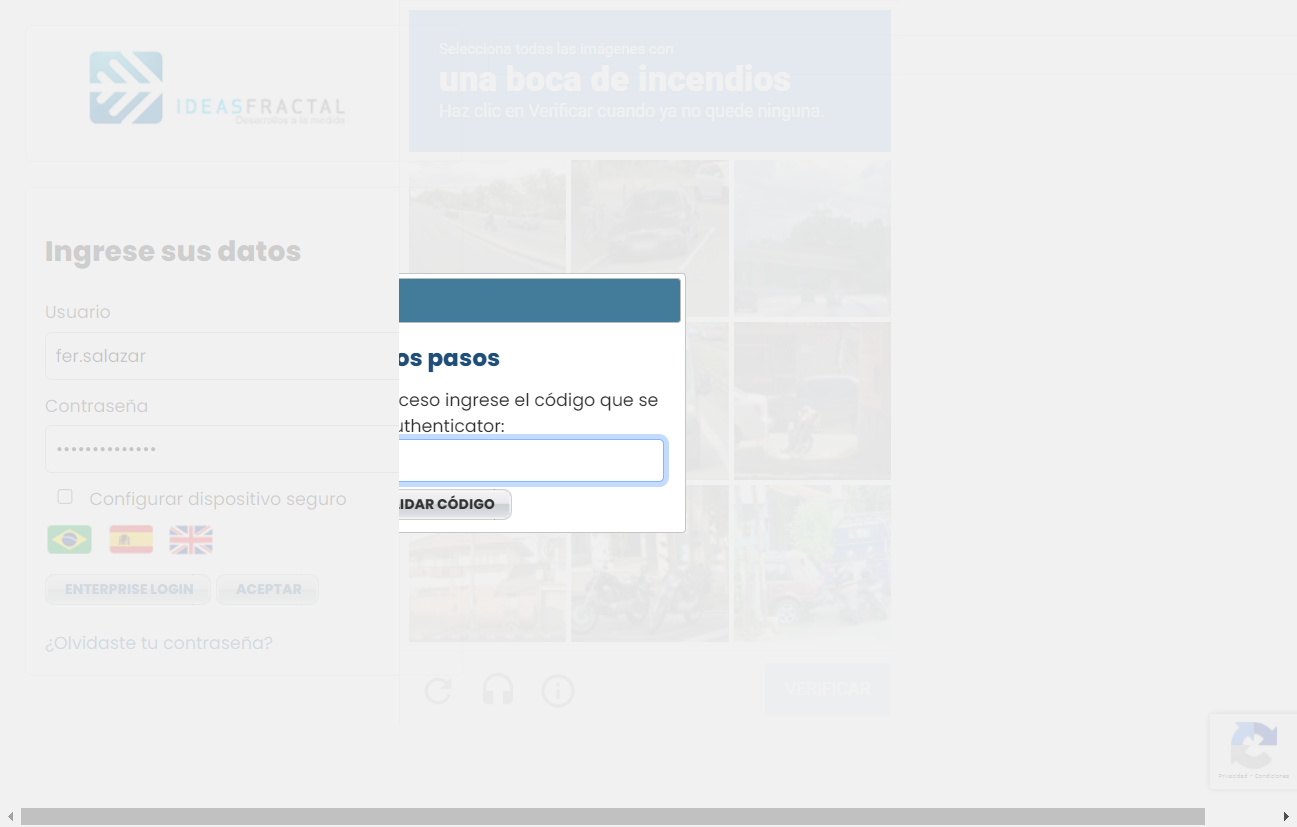 IDEASFRACTAL
Desarrollos a la medida
Ingrese sus datos
Usuario
fer.salazar
Contraseña
••••••••••••••
Configurar dispositivo seguro
ENTERPRISE LOGIN
ACEPTAR
¿Olvidaste tu contraseña?
Selecciona todas las imágenes con
una boca de incendios
Haz clic en Verificar cuando ya no quede ninguna.
os pasos
ceso ingrese el código que se
uthenticator:
LIDAR CÓDIGO
VERIFICAR
Privacidad - Condiciones